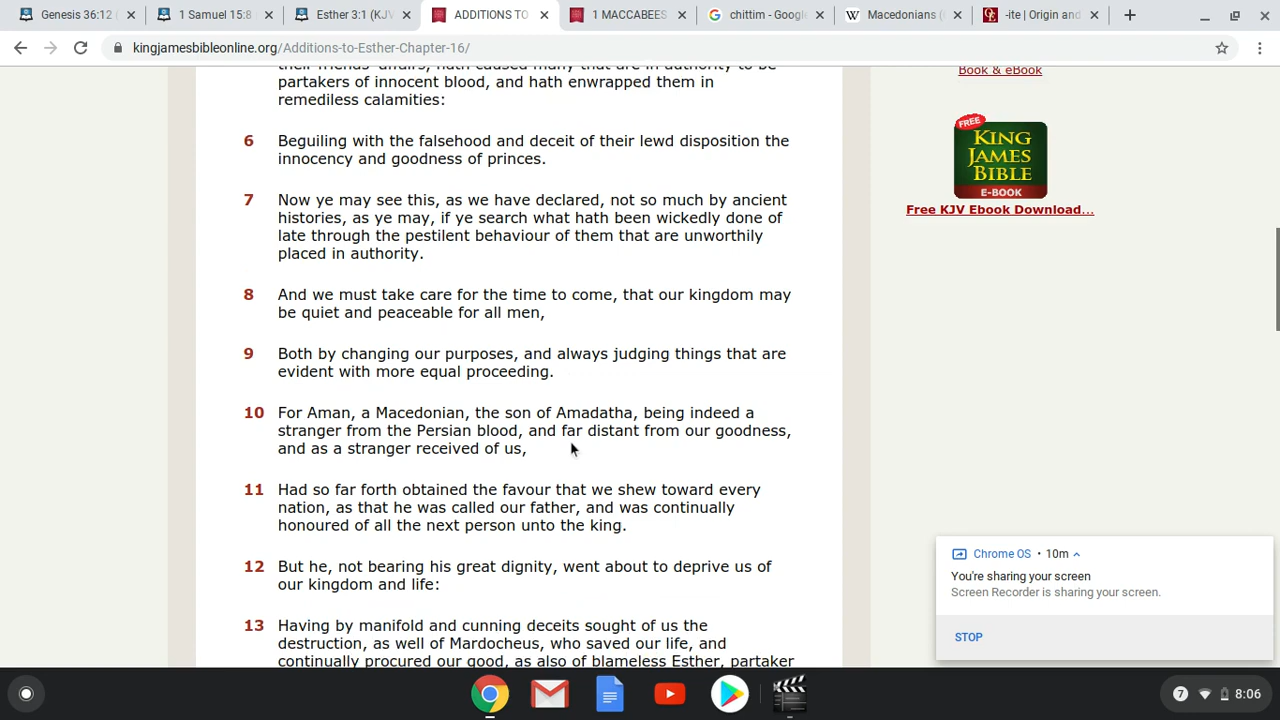 Genesis 36:12 (
1 Samuel 15:8
Esther 3:1 (KJV
ADDITIONS TO
1 MACCABEES
chittim - Google
Macedonians (
-ite | Origin and
kingjamesbibleonline.org/Additions-to-Esther-Chapter-16/
their friends' affairs, hath caused many that are in authority to be
partakers of innocent blood, and hath enwrapped them in
remediless calamities:
6 Beguiling with the falsehood and deceit of their lewd disposition the
innocency and goodness of princes.
7 Now ye may see this, as we have declared, not so much by ancient
histories, as ye may, if ye search what hath been wickedly done of
late through the pestilent behaviour of them that are unworthily
placed in authority.
8 And we must take care for the time to come, that our kingdom may
be quiet and peaceable for all men,
9 Both by changing our purposes, and always judging things that are
evident with more equal proceeding.
10 For Aman, a Macedonian, the son of Amadatha, being indeed a
stranger from the Persian blood, and far distant from our goodness,
and as a stranger received of us,
11 Had so far forth obtained the favour that we shew toward every
nation, as that he was called our father, and was continually
honoured of all the next person unto the king.
12 But he, not bearing his great dignity, went about to deprive us of
our kingdom and life:
13 Having by manifold and cunning deceits sought of us the
destruction, as well of Mardocheus, who saved our life, and
continually procured our good, as also of blameless Esther, partaker
Book & eBook
FREE
KING
JAMES
BIBLE
E-BOOK
Free KJV Ebook Download...
Chrome OS • 10m
You're sharing your screen
Screen Recorder is sharing your screen.
STOP
7 8:06